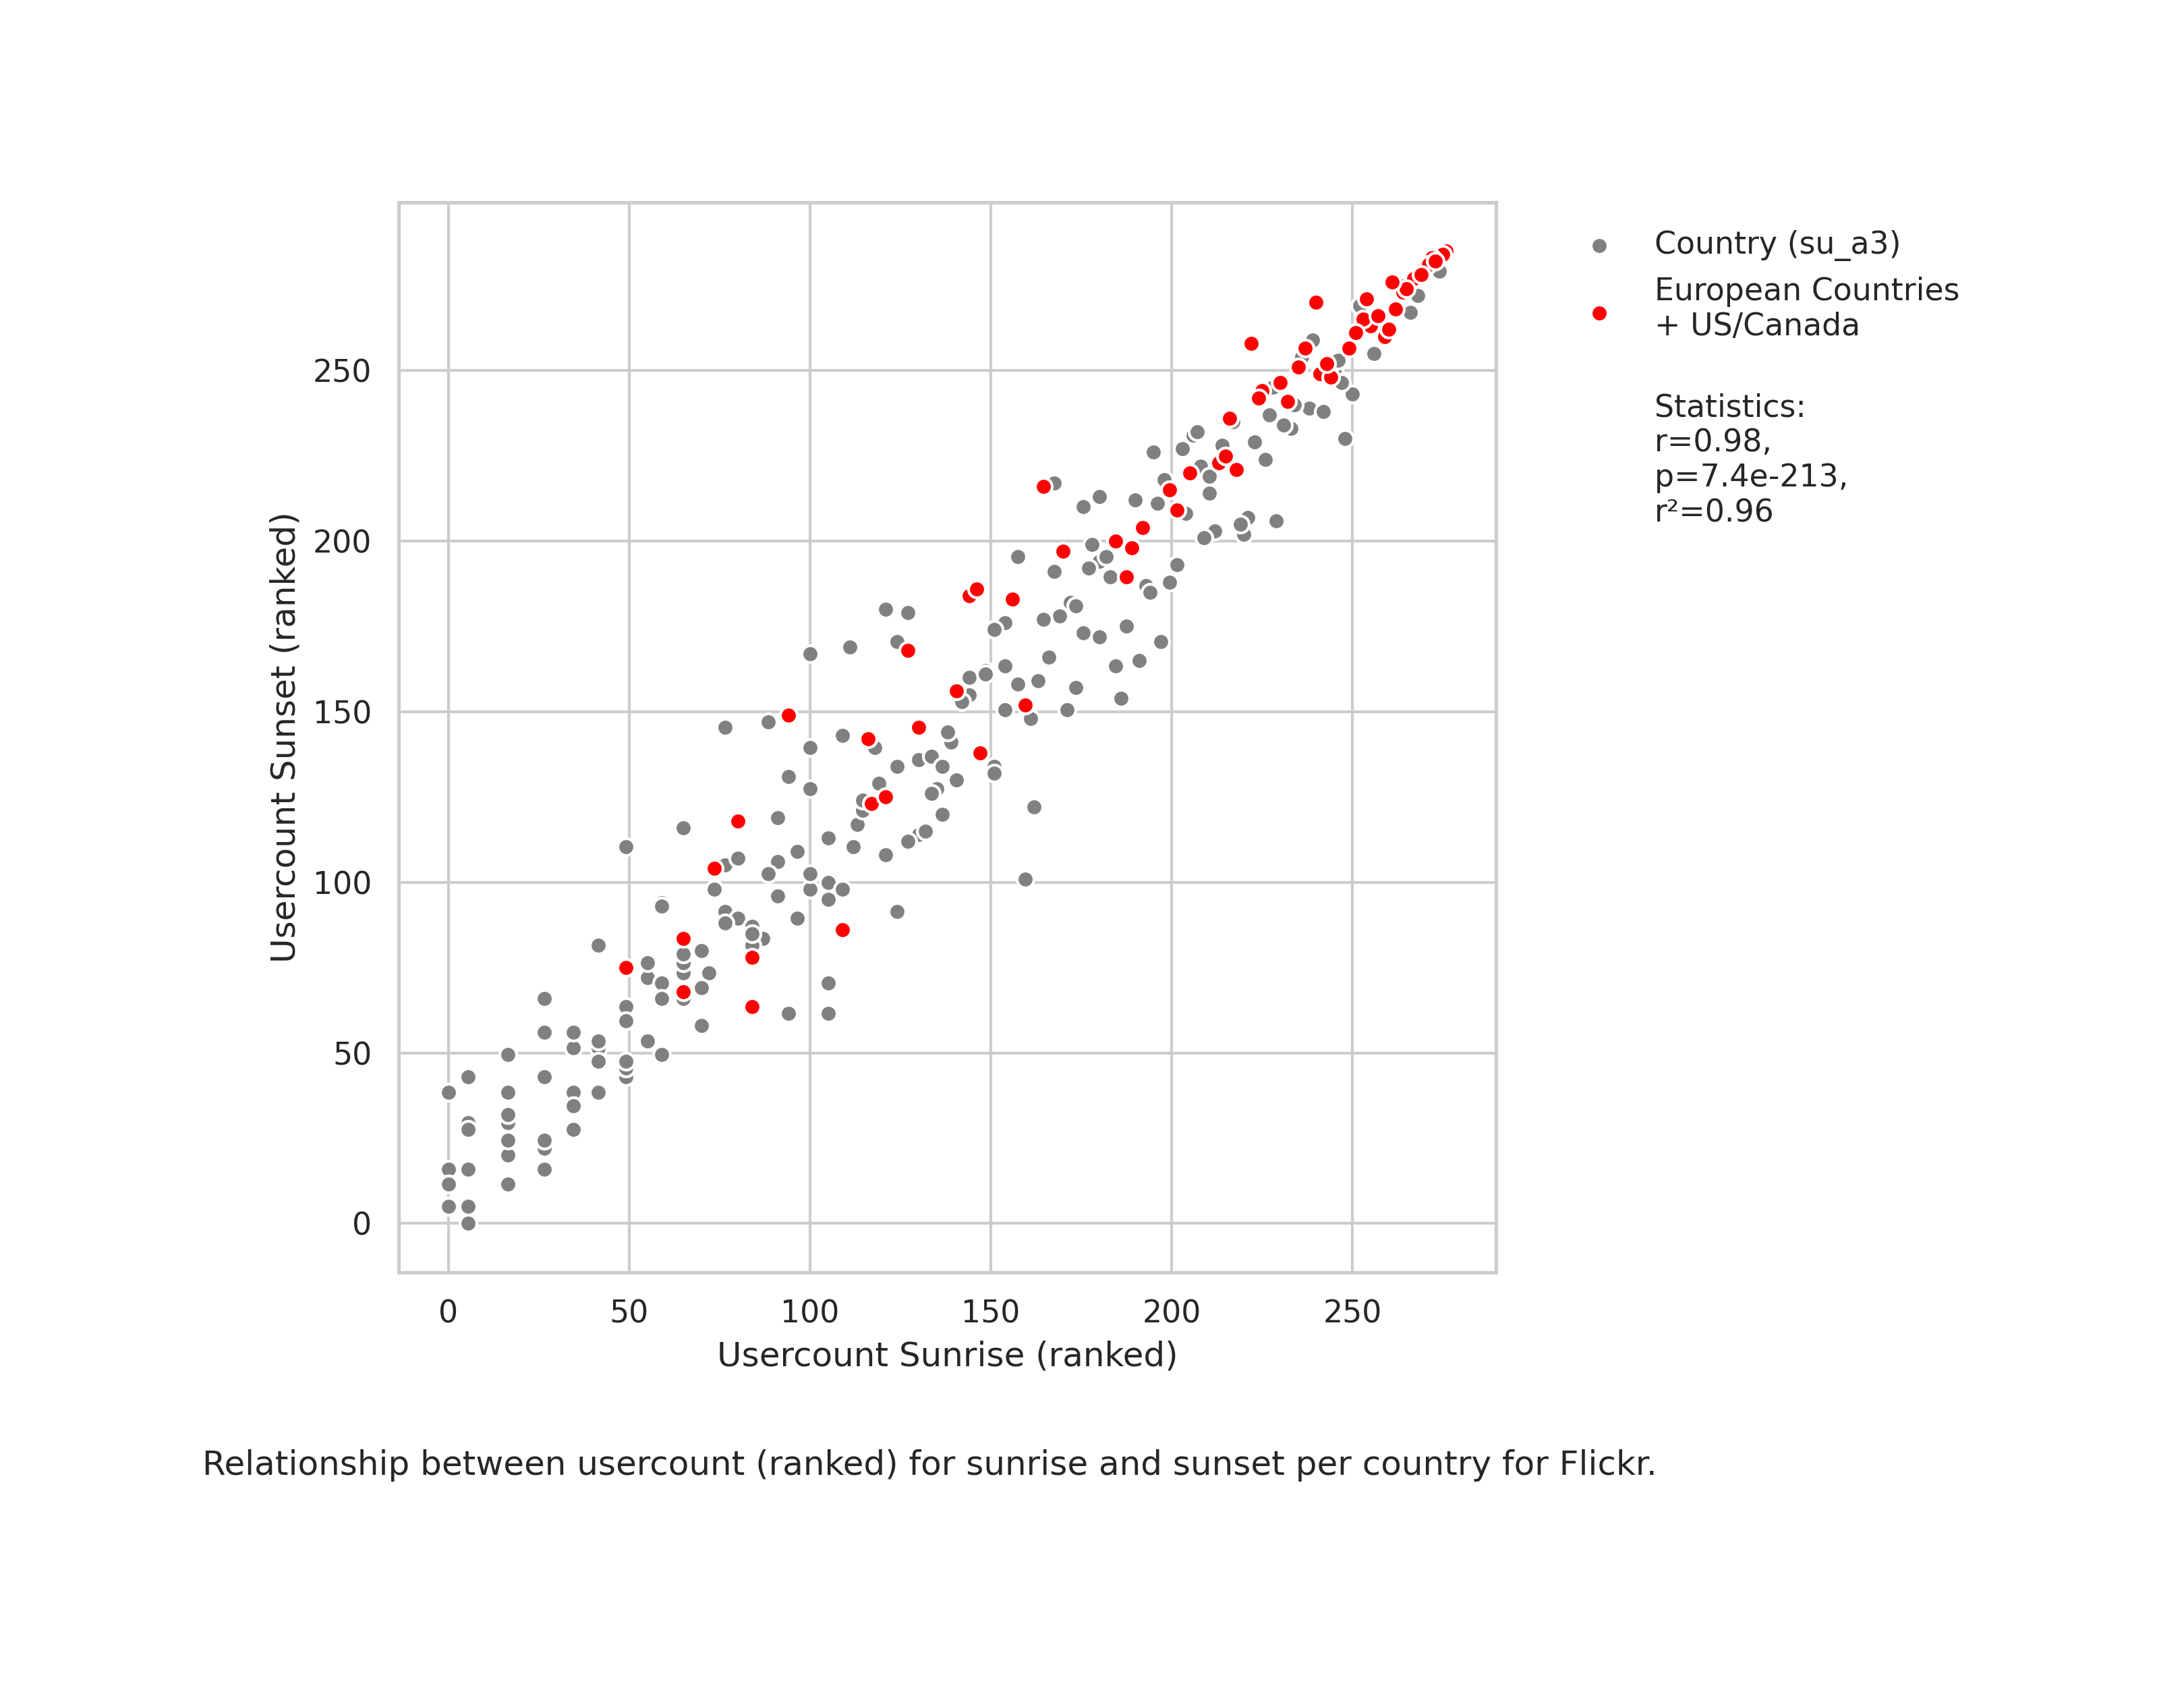 Country (su_a3)
European Countries
+ US/Canada
Statistics:
r=0.98,
p=7.4e-213,
r²=0.96
Usercount Sunset (ranked)
250
200
150
100
50
0
0 50 100 150 200 250
Usercount Sunrise (ranked)
Relationship between usercount (ranked) for sunrise and sunset per country for Flickr.